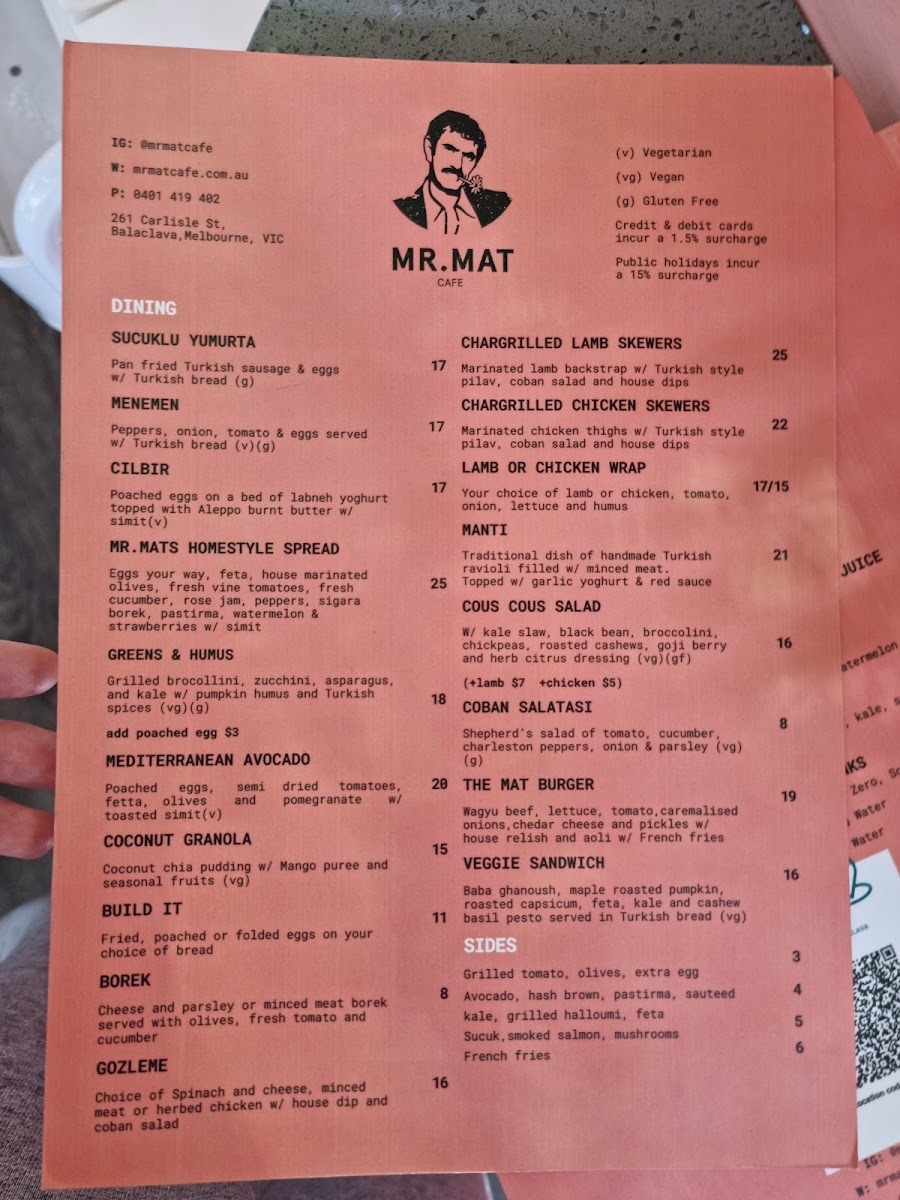 IG: @mrmatcafe
W: mrmatcafe.com.au
P: 0401 419 402
261 Carlisle St,
Balaclava,Melbourne, VIC
MR.MAT
CAFE
(v) Vegetarian
(vg) Vegan
(g) Gluten Free
Credit & debit cards
incur a 1.5% surcharge
Public holidays incur
a 15% surcharge
DINING
SUCUKLU YUMURTA
Pan fried Turkish sausage & eggs 17
w/ Turkish bread (g)
MENEMEN
Peppers, onion, tomato & eggs served 17
w/ Turkish bread (v)(g)
CILBIR
Poached eggs on a bed of labneh yoghurt 17
topped with Aleppo burnt butter w/
simit(v)
MR.MATS HOMESTYLE SPREAD
Eggs your way, feta, house marinated
olives, fresh vine tomatoes, fresh 25
cucumber, rose jam, peppers, sigara
borek, pastirma, watermelon &
strawberries w/ simit
GREENS & HUMUS
Grilled brocollini, zucchini, asparagus,
and kale w/ pumpkin humus and Turkish 18
spices (vg)(g)
add poached egg $3
MEDITERRANEAN AVOCADO
Poached eggs, semi dried tomatoes, 20
fetta, olives and pomegranate w/
toasted simit(v)
COCONUT GRANOLA
Coconut chia pudding w/ Mango puree and 15
seasonal fruits (vg)
BUILD IT
Fried, poached or folded eggs on your 11
choice of bread
BOREK
Cheese and parsley or minced meat borek 8
served with olives, fresh tomato and
cucumber
GOZLEME
Choice of Spinach and cheese, minced 16
meat or herbed chicken w/ house dip and
coban salad
CHARGRILLED LAMB SKEWERS
Marinated lamb backstrap w/ Turkish style 25
pilav, coban salad and house dips
CHARGRILLED CHICKEN SKEWERS
Marinated chicken thighs w/ Turkish style 22
pilav, coban salad and house dips
LAMB OR CHICKEN WRAP
Your choice of lamb or chicken, tomato, 17/15
onion, lettuce and humus
MANTI
Traditional dish of handmade Turkish 21
ravioli filled w/ minced meat.
Topped w/ garlic yoghurt & red sauce
COUS COUS SALAD
W/ kale slaw, black bean, broccolini,
chickpeas, roasted cashews, goji berry 16
and herb citrus dressing (vg)(gf)
(+lamb $7 +chicken $5)
COBAN SALATASI
Shepherd's salad of tomato, cucumber, 8
charleston peppers, onion & parsley (vg)
(g)
THE MAT BURGER
Wagyu beef, lettuce, tomato,caremalised 19
onions,chedar cheese and pickles w/
house relish and aoli w/ French fries
VEGGIE SANDWICH
Baba ghanoush, maple roasted pumpkin, 16
roasted capsicum, feta, kale and cashew
basil pesto served in Turkish bread (vg)
SIDES
Grilled tomato, olives, extra egg 3
Avocado, hash brown, pastirma, sauteed 4
kale, grilled halloumi, feta
Sucuk,smoked salmon, mushrooms 5
French fries 6
JUICE
kale,
Zero,
Water
Water
IG:
W: